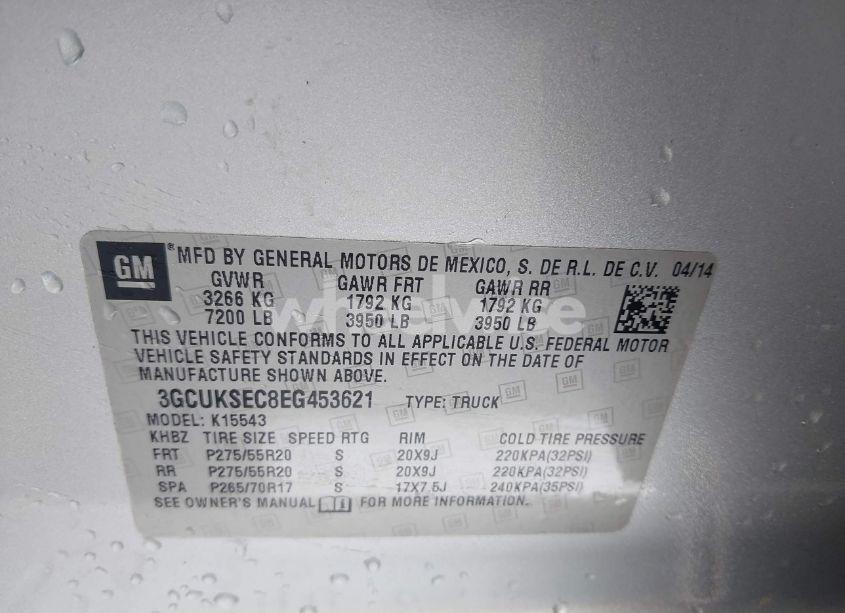 GM
® MFD BY GENERAL MOTORS DE MEXICO, S. DE R.L. DE C.V. 04/14
GVWR GAWR FRT GAWR RR
3266 KG 1792 KG 1792 KG
7200 LB 3950 LB 3950 LB
THIS VEHICLE CONFORMS TO ALL APPLICABLE U.S. FEDERAL MOTOR
VEHICLE SAFETY STANDARDS IN EFFECT ON THE DATE OF
MANUFACTURE SHOWN ABOVE.
3GCUKSEC8EG453621 TYPE: TRUCK
MODEL: K15543
KHBZ TIRE SIZE SPEED RTG RIM COLD TIRE PRESSURE
FRT P275/55R20 S 20X9J 220KPA(32PSI)
RR P275/55R20 S 20X9J 220KPA(32PSI)
SPA P265/70R17 S 17X7.5J 240KPA(35PSI)
SEE OWNER'S MANUAL FOR MORE INFORMATION.